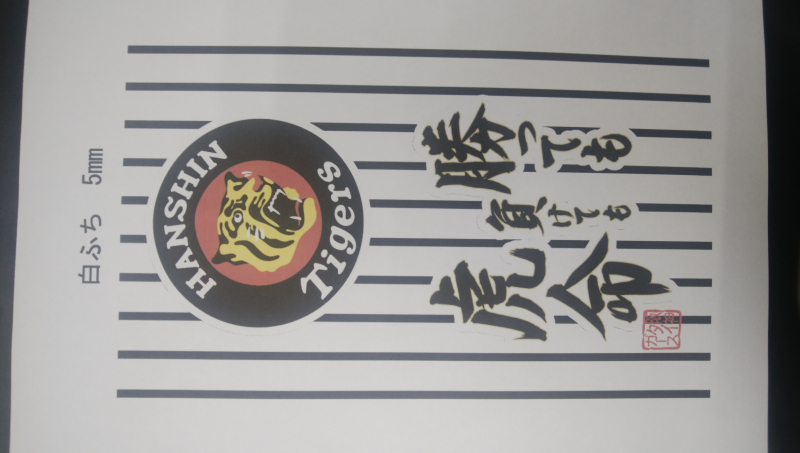 白ふち 5mm
HANSHIN
Tigers
勝っても
負けても
虎命